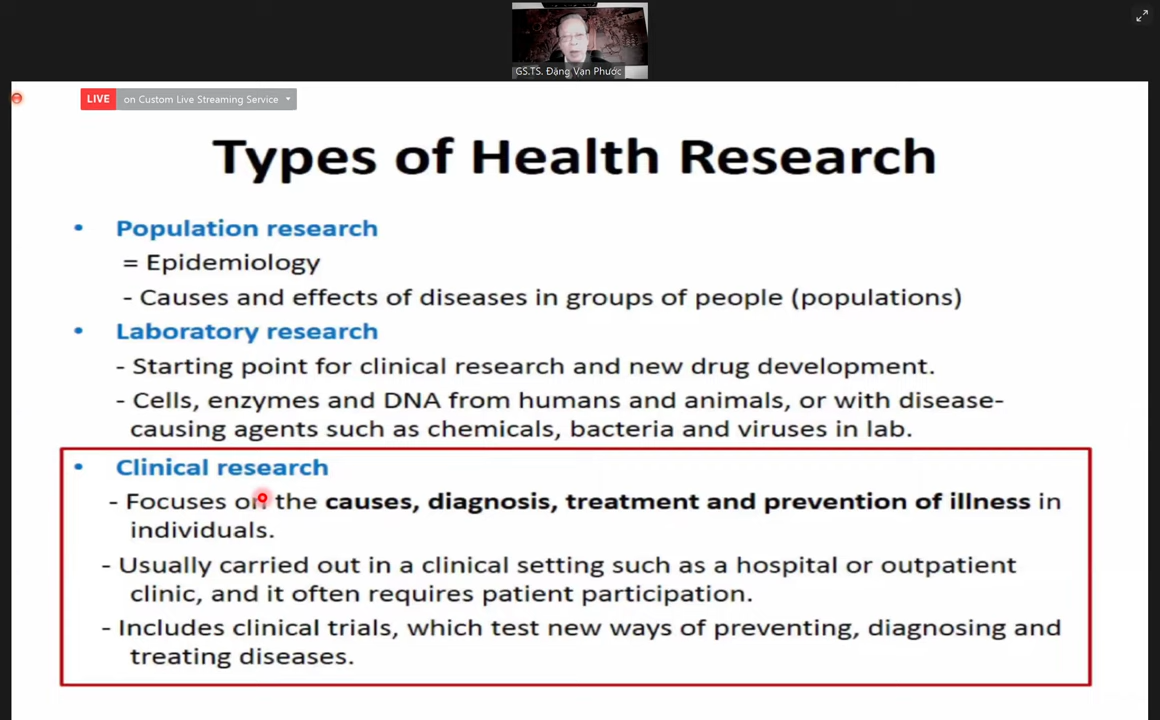 GS.TS. Đặng Vạn Phước
LIVE on Custom Live Streaming Service
Types of Health Research
• Population research
= Epidemiology
- Causes and effects of diseases in groups of people (populations)
• Laboratory research
- Starting point for clinical research and new drug development.
- Cells, enzymes and DNA from humans and animals, or with disease-
causing agents such as chemicals, bacteria and viruses in lab.
• Clinical research
- Focuses on the causes, diagnosis, treatment and prevention of illness in
individuals.
- Usually carried out in a clinical setting such as a hospital or outpatient
clinic, and it often requires patient participation.
- Includes clinical trials, which test new ways of preventing, diagnosing and
treating diseases.